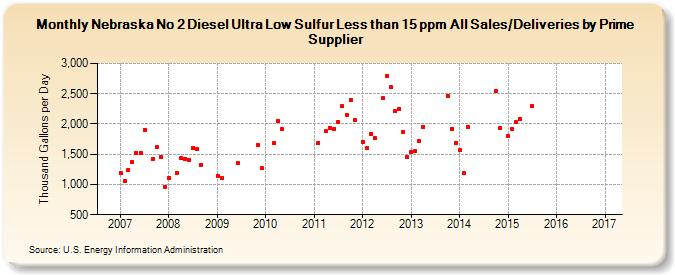 Monthly Nebraska No 2 Diesel Ultra Low Sulfur Less than 15 ppm All Sales/Deliveries by Prime
Supplier
Thousand Gallons per Day
3,000
2,500
2,000
1,500
1,000
500
2007 2008 2009 2010 2011 2012 2013 2014 2015 2016 2017
Source: U.S. Energy Information Administration